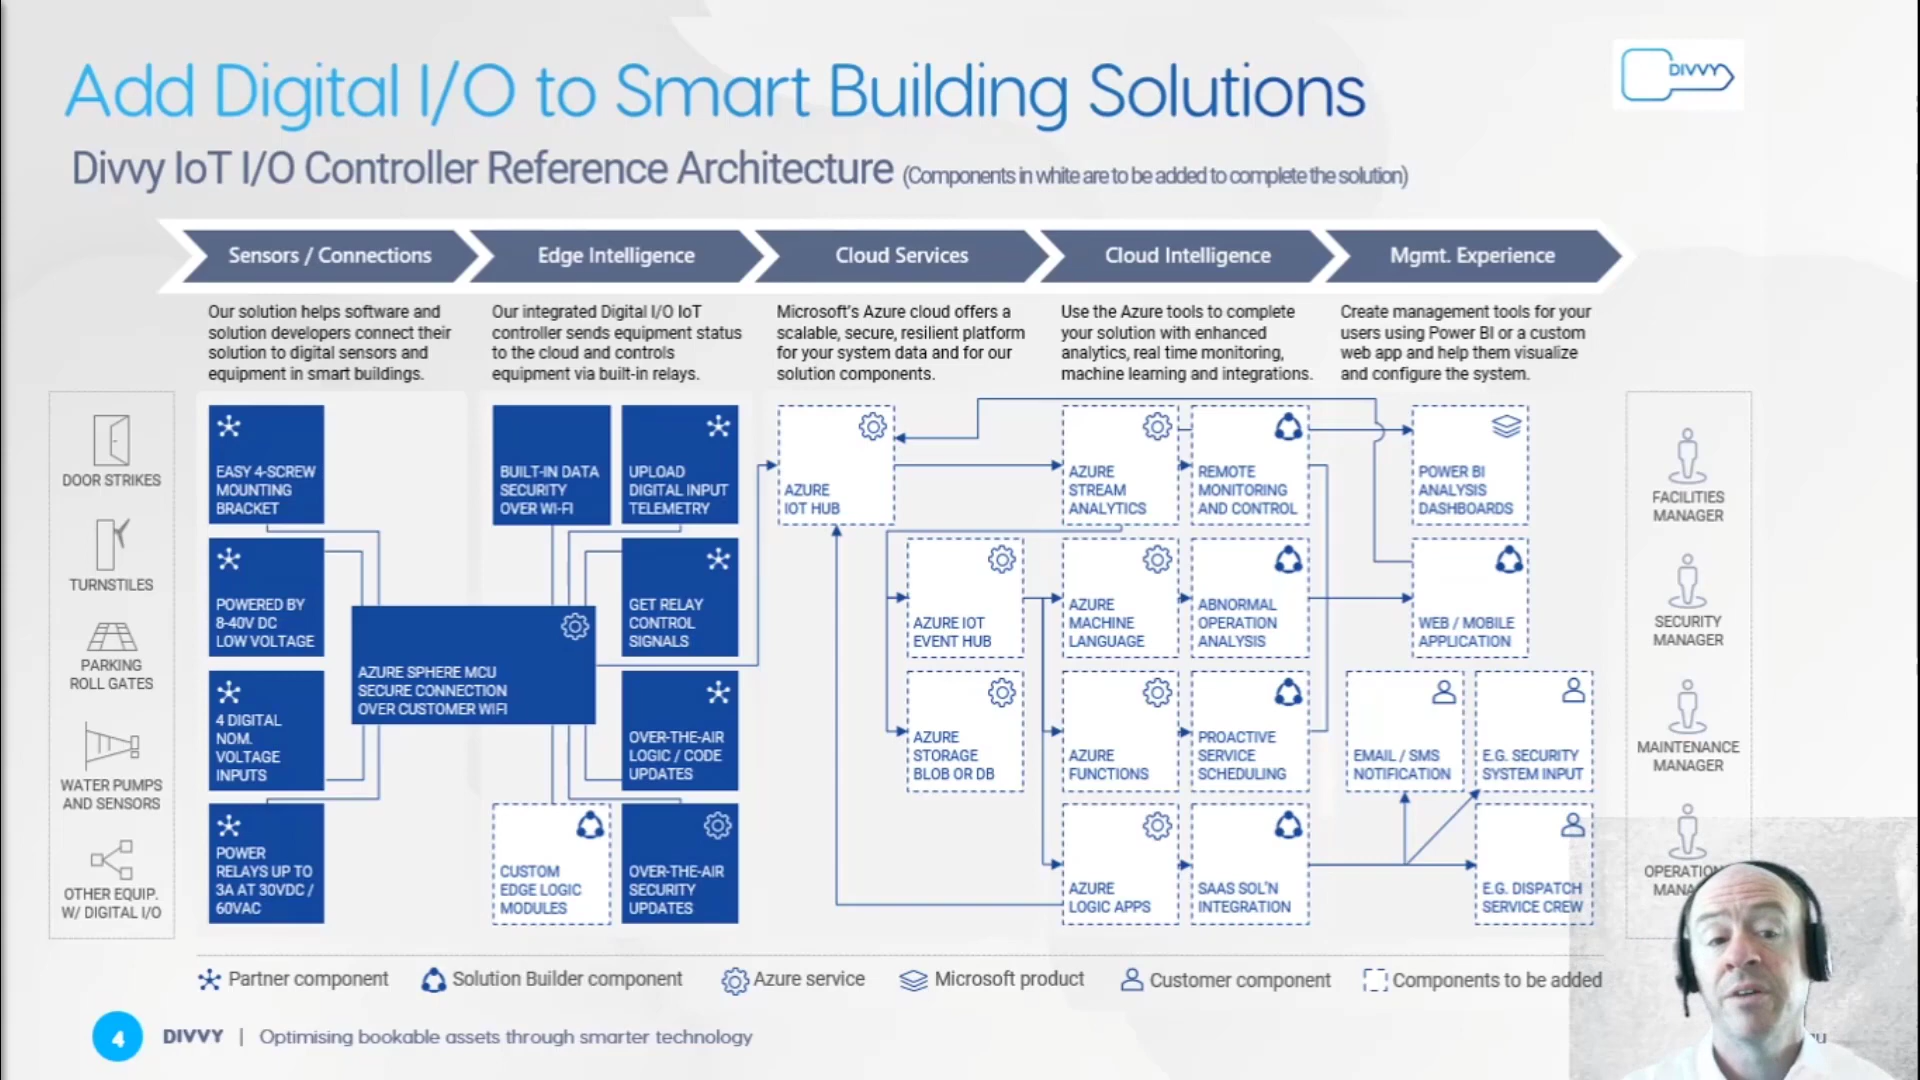 Add Digital I/O to Smart Building Solutions
DIVVY
Divvy IoT I/O Controller Reference Architecture (Components in white are to be added to complete the solution)
Sensors / Connections
Edge Intelligence
Cloud Services
Cloud Intelligence
Mgmt. Experience
Our solution helps software and
solution developers connect their
solution to digital sensors and
equipment in smart buildings.
Our integrated Digital I/O IoT
controller sends equipment status
to the cloud and controls
equipment via built-in relays.
Microsoft's Azure cloud offers a
scalable, secure, resilient platform
for your system data and for our
solution components.
Use the Azure tools to complete
your solution with enhanced
analytics, real time monitoring,
machine learning and integrations.
Create management tools for your
users using Power BI or a custom
web app and help them visualize
and configure the system.
DOOR STRIKES
TURNSTILES
PARKING
ROLL GATES
WATER PUMPS
AND SENSORS
OTHER EQUIP.
W/ DIGITAL I/O
EASY 4-SCREW
MOUNTING
BRACKET
POWERED BY
8-40V DC
LOW VOLTAGE
4 DIGITAL
NOM.
VOLTAGE
INPUTS
POWER
RELAYS UP TO
3A AT 30VDC /
60VAC
AZURE SPHERE MCU
SECURE CONNECTION
OVER CUSTOMER WIFI
BUILT-IN DATA
SECURITY
OVER WI-FI
UPLOAD
DIGITAL INPUT
TELEMETRY
GET RELAY
CONTROL
SIGNALS
OVER-THE-AIR
LOGIC / CODE
UPDATES
CUSTOM
EDGE LOGIC
MODULES
OVER-THE-AIR
SECURITY
UPDATES
AZURE
IOT HUB
AZURE IOT
EVENT HUB
AZURE
STORAGE
BLOB OR DB
AZURE
STREAM
ANALYTICS
REMOTE
MONITORING
AND CONTROL
AZURE
MACHINE
LANGUAGE
ABNORMAL
OPERATION
ANALYSIS
AZURE
FUNCTIONS
PROACTIVE
SERVICE
SCHEDULING
AZURE
LOGIC APPS
SAAS SOL'N
INTEGRATION
POWER BI
ANALYSIS
DASHBOARDS
WEB / MOBILE
APPLICATION
EMAIL / SMS
NOTIFICATION
E.G. SECURITY
SYSTEM INPUT
E.G. DISPATCH
SERVICE CREW
FACILITIES
MANAGER
SECURITY
MANAGER
MAINTENANCE
MANAGER
Partner component
Solution Builder component
Azure service
Microsoft product
Customer component
Components to be added
4
DIVVY | Optimising bookable assets through smarter technology